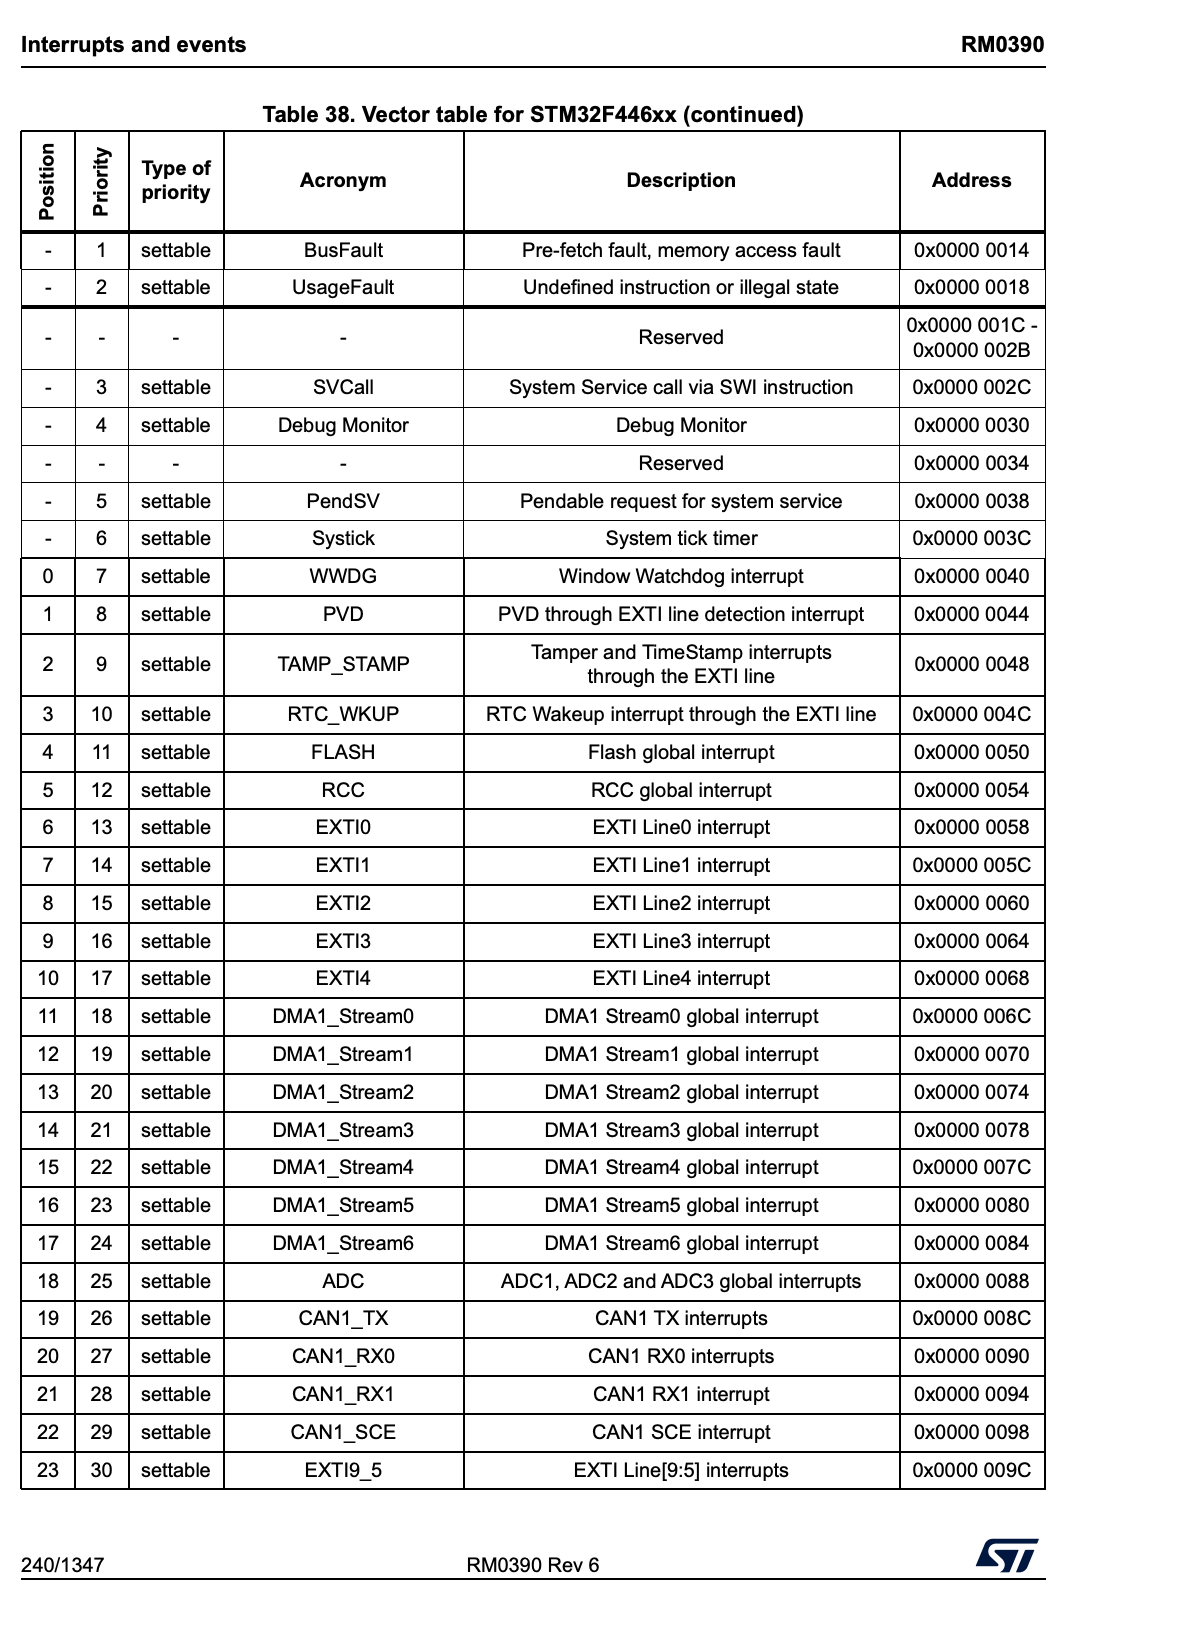 Interrupts and events RM0390
Table 38. Vector table for STM32F446xx (continued)
Position Priority Type of priority Acronym Description Address
- 1 settable BusFault Pre-fetch fault, memory access fault 0x0000 0014
- 2 settable UsageFault Undefined instruction or illegal state 0x0000 0018
- - - - Reserved 0x0000 001C - 0x0000 002B
- 3 settable SVCall System Service call via SWI instruction 0x0000 002C
- 4 settable Debug Monitor Debug Monitor 0x0000 0030
- - - - Reserved 0x0000 0034
- 5 settable PendSV Pendable request for system service 0x0000 0038
- 6 settable Systick System tick timer 0x0000 003C
0 7 settable WWDG Window Watchdog interrupt 0x0000 0040
1 8 settable PVD PVD through EXTI line detection interrupt 0x0000 0044
2 9 settable TAMP_STAMP Tamper and TimeStamp interrupts through the EXTI line 0x0000 0048
3 10 settable RTC_WKUP RTC Wakeup interrupt through the EXTI line 0x0000 004C
4 11 settable FLASH Flash global interrupt 0x0000 0050
5 12 settable RCC RCC global interrupt 0x0000 0054
6 13 settable EXTI0 EXTI Line0 interrupt 0x0000 0058
7 14 settable EXTI1 EXTI Line1 interrupt 0x0000 005C
8 15 settable EXTI2 EXTI Line2 interrupt 0x0000 0060
9 16 settable EXTI3 EXTI Line3 interrupt 0x0000 0064
10 17 settable EXTI4 EXTI Line4 interrupt 0x0000 0068
11 18 settable DMA1_Stream0 DMA1 Stream0 global interrupt 0x0000 006C
12 19 settable DMA1_Stream1 DMA1 Stream1 global interrupt 0x0000 0070
13 20 settable DMA1_Stream2 DMA1 Stream2 global interrupt 0x0000 0074
14 21 settable DMA1_Stream3 DMA1 Stream3 global interrupt 0x0000 0078
15 22 settable DMA1_Stream4 DMA1 Stream4 global interrupt 0x0000 007C
16 23 settable DMA1_Stream5 DMA1 Stream5 global interrupt 0x0000 0080
17 24 settable DMA1_Stream6 DMA1 Stream6 global interrupt 0x0000 0084
18 25 settable ADC ADC1, ADC2 and ADC3 global interrupts 0x0000 0088
19 26 settable CAN1_TX CAN1 TX interrupts 0x0000 008C
20 27 settable CAN1_RX0 CAN1 RX0 interrupts 0x0000 0090
21 28 settable CAN1_RX1 CAN1 RX1 interrupt 0x0000 0094
22 29 settable CAN1_SCE CAN1 SCE interrupt 0x0000 0098
23 30 settable EXTI9_5 EXTI Line[9:5] interrupts 0x0000 009C
240/1347 RM0390 Rev 6 ST